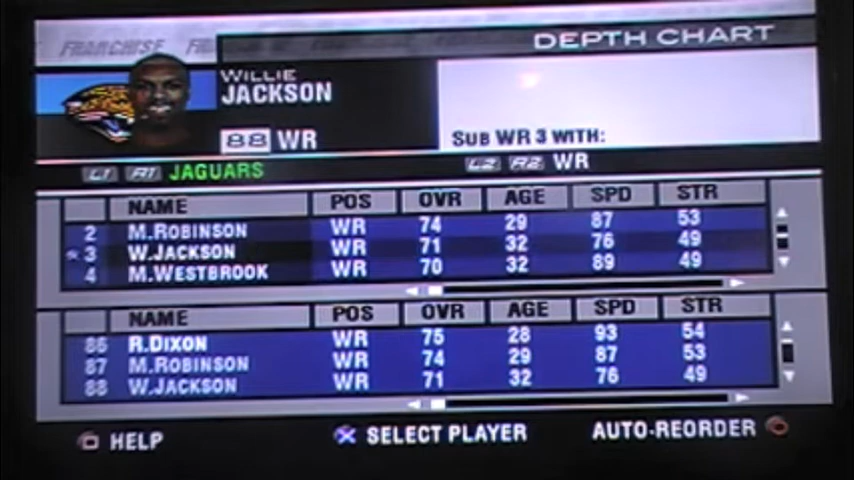 FRANCHISE
DEPTH CHART
WILLIE
JACKSON
88 WR
SUB WR 3 WITH:
L1 R1 JAGUARS
L2 R2 WR
NAME POS OVR AGE SPD STR
2 M.ROBINSON WR 74 29 87 53
3 W.JACKSON WR 71 32 76 49
4 M.WESTBROOK WR 70 32 89 49
NAME POS OVR AGE SPD STR
86 R.DIXON WR 75 28 93 54
87 M.ROBINSON WR 74 29 87 53
88 W.JACKSON WR 71 32 76 49
HELP
SELECT PLAYER
AUTO-REORDER